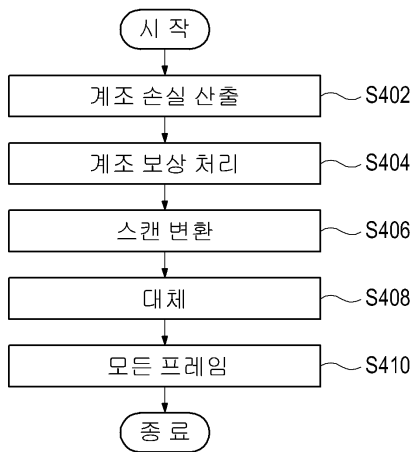 시 작
계조 손실 산출 S402
계조 보상 처리 S404
스캔 변환 S406
대체 S408
모든 프레임 S410
종 료